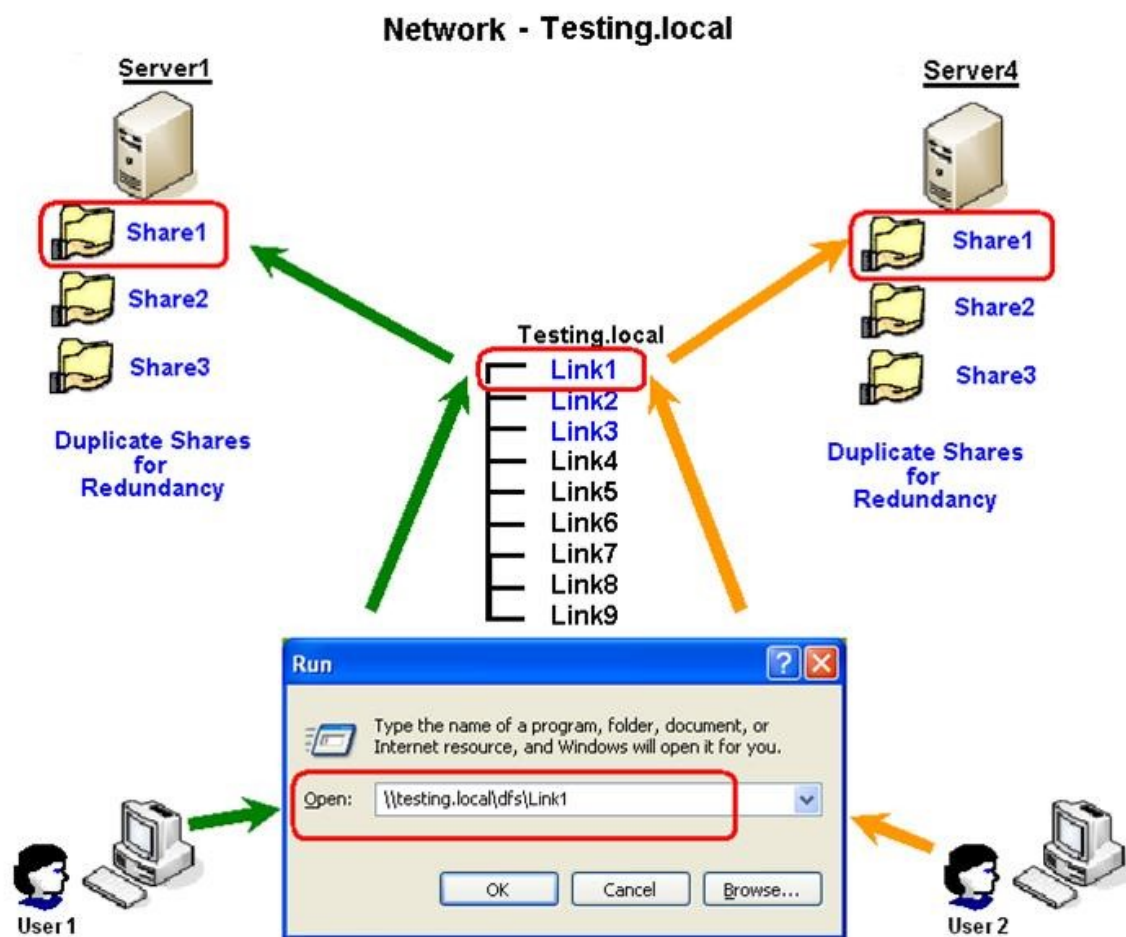 Network - Testing.local
Server1
Share1
Share2
Share3
Duplicate Shares
for
Redundancy
Server4
Share1
Share2
Share3
Duplicate Shares
for
Redundancy
Testing.local
Link1
Link2
Link3
Link4
Link5
Link6
Link7
Link8
Link9
Run
Type the name of a program, folder, document, or
Internet resource, and Windows will open it for you.
Open: \\testing.local\dfs\Link1
OK Cancel Browse...
User 1
User 2